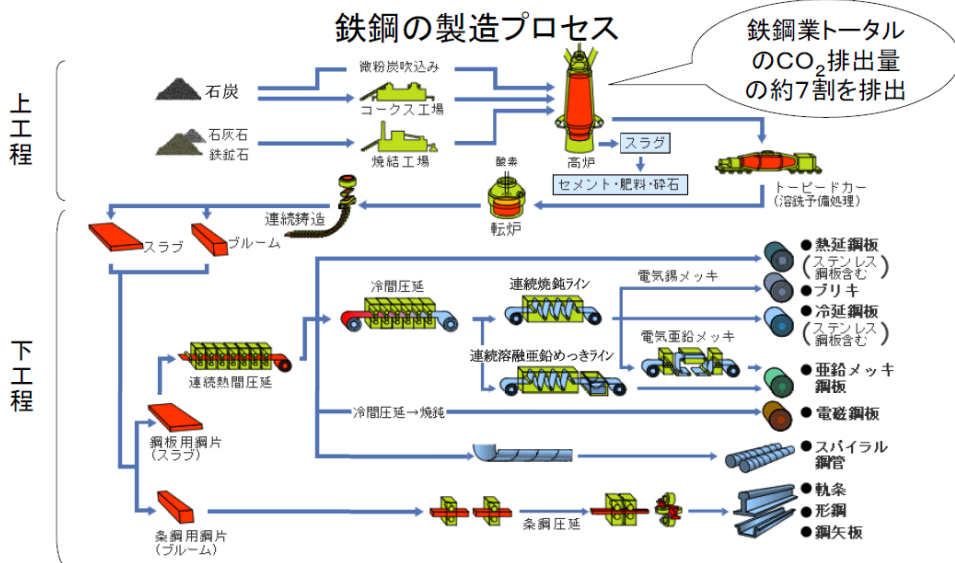 鉄鋼の製造プロセス
鉄鋼業トータル
のCO₂排出量
の約7割を排出
上工程
石炭
微粉炭吹込み
コークス工場
石灰石
鉄鉱石
焼結工場
高炉
スラグ
セメント・肥料・砕石
トーピードカー
(溶銑予備処理)
酸素
転炉
連続鋳造
スラブ
ブルーム
下工程
連続熱間圧延
冷間圧延
連続焼鈍ライン
電気錫メッキ
電気亜鉛メッキ
連続溶融亜鉛めっきライン
冷間圧延→焼鈍
鋼板用鋼片
(スラブ)
条鋼用鋼片
(ブルーム)
条鋼圧延
●熱延鋼板
(ステンレス
鋼板含む)
●ブリキ
●冷延鋼板
(ステンレス
鋼板含む)
●亜鉛メッキ
鋼板
●電磁鋼板
●スパイラル
鋼管
●軌条
●形鋼
●鋼矢板